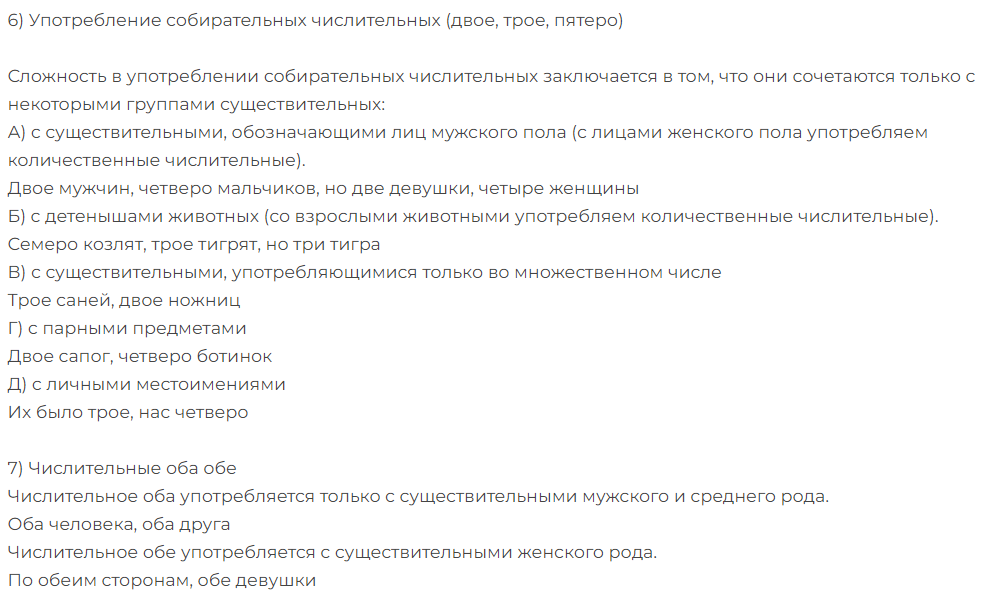 6) Употребление собирательных числительных (двое, трое, пятеро)
Сложность в употреблении собирательных числительных заключается в том, что они сочетаются только с
некоторыми группами существительных:
А) с существительными, обозначающими лиц мужского пола (с лицами женского пола употребляем
количественные числительные).
Двое мужчин, четверо мальчиков, но две девушки, четыре женщины
Б) с детенышами животных (со взрослыми животными употребляем количественные числительные).
Семеро козлят, трое тигрят, но три тигра
В) с существительными, употребляющимися только во множественном числе
Трое саней, двое ножниц
Г) с парными предметами
Двое сапог, четверо ботинок
Д) с личными местоимениями
Их было трое, нас четверо
7) Числительные оба обе
Числительное оба употребляется только с существительными мужского и среднего рода.
Оба человека, оба друга
Числительное обе употребляется с существительными женского рода.
По обеим сторонам, обе девушки